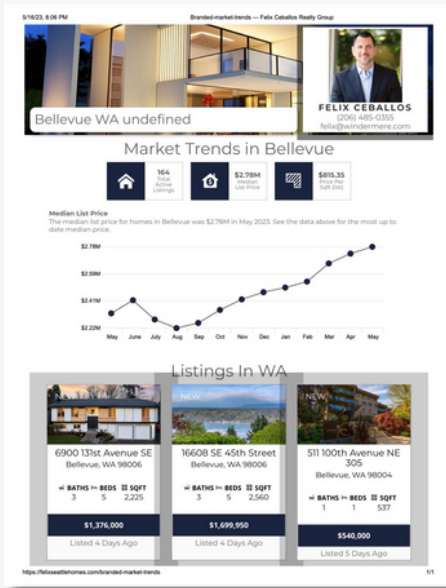 5/16/23, 8:06 PM
Branded-market-trends — Felix Ceballos Realty Group
Bellevue WA undefined
FELIX CEBALLOS
(206) 485-0355
felix@windermere.com
Market Trends in Bellevue
164
Total
Active
Listings
$2.78M
Median
List Price
$815.35
Price Per
Sqft (list)
Median List Price
The median list price for homes in Bellevue was $2.78M in May 2023. See the data above for the most up to
date median price.
$2.78M
$2.59M
$2.41M
$2.22M
May June July Aug Sep Oct Nov Dec Jan Feb Mar Apr May
Listings In WA
NEW
6900 131st Avenue SE
Bellevue, WA 98006
BATHS BEDS SQFT
3 5 2,225
$1,376,000
Listed 4 Days Ago
NEW
16608 SE 45th Street
Bellevue, WA 98006
BATHS BEDS SQFT
3 5 2,560
$1,699,950
Listed 4 Days Ago
NEW
511 100th Avenue NE
305
Bellevue, WA 98004
BATHS BEDS SQFT
1 1 537
$540,000
Listed 5 Days Ago
https://felixseattlehomes.com/branded-market-trends
1/1